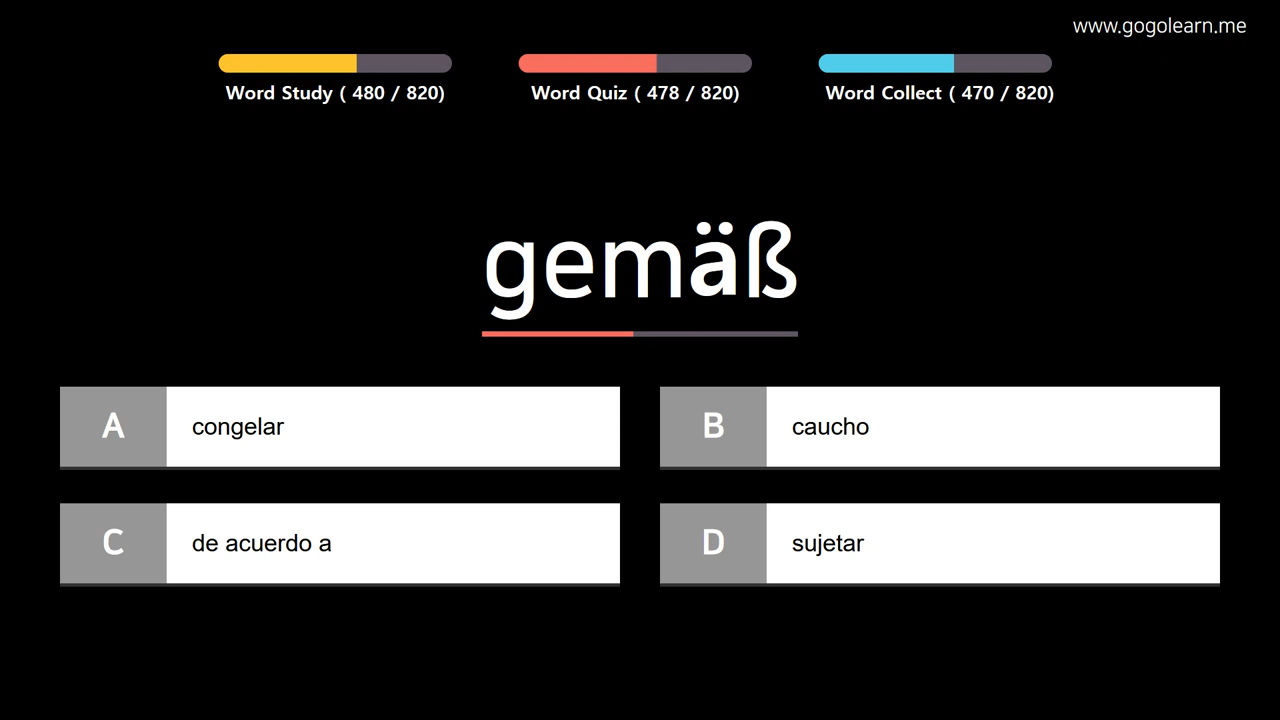 www.gogolearn.me
Word Study ( 480 / 820)
Word Quiz ( 478 / 820)
Word Collect ( 470 / 820)
gemäß
A congelar
B caucho
C de acuerdo a
D sujetar